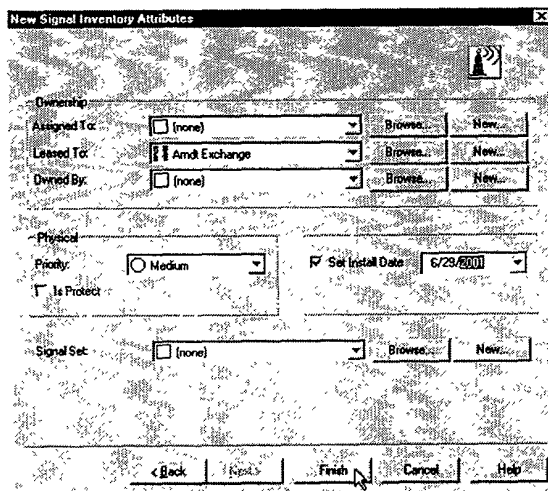 New Signal Inventory Attributes
Ownership
Assigned To: (none) Browse... New...
Leased To: Arndt Exchange Browse... New...
Owned By: (none) Browse... New...
Physical
Priority: Medium Set Install Date 6/29/2001
Is Protect
Signal Set: (none) Browse... New...
< Back Next > Finish Cancel Help